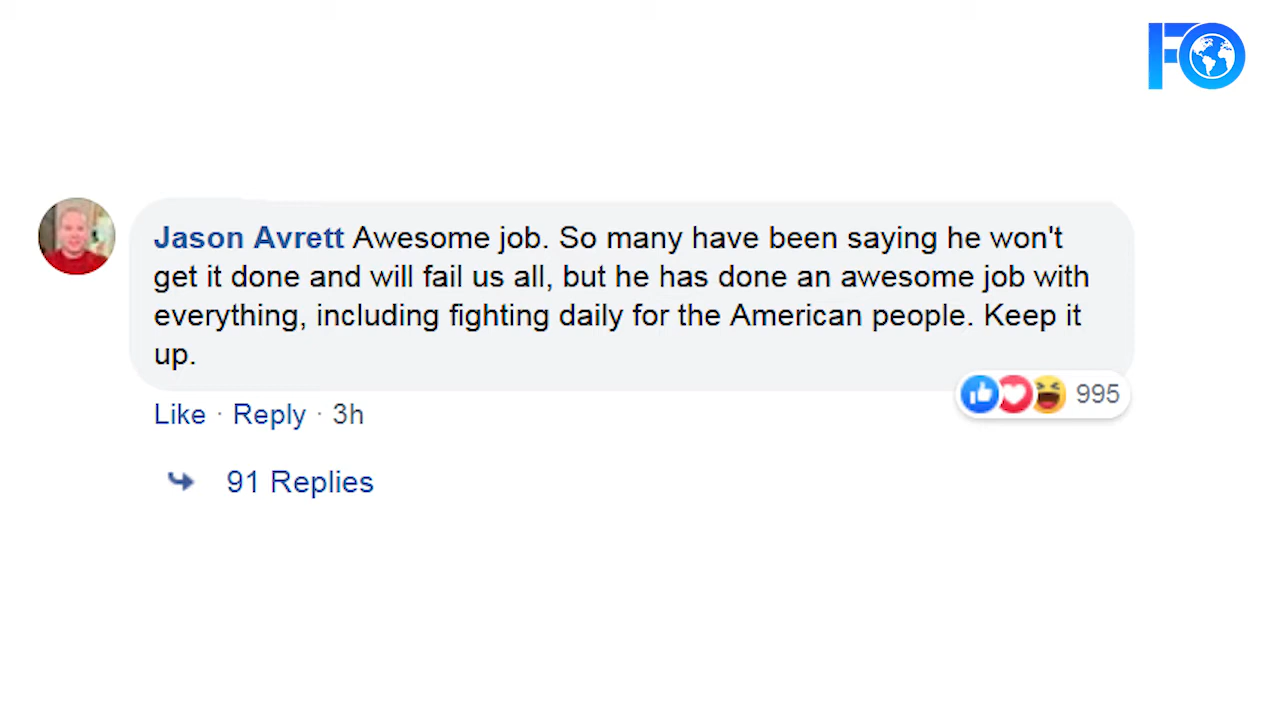 FO
Jason Avrett Awesome job. So many have been saying he won't
get it done and will fail us all, but he has done an awesome job with
everything, including fighting daily for the American people. Keep it
up.
995
Like · Reply · 3h
91 Replies